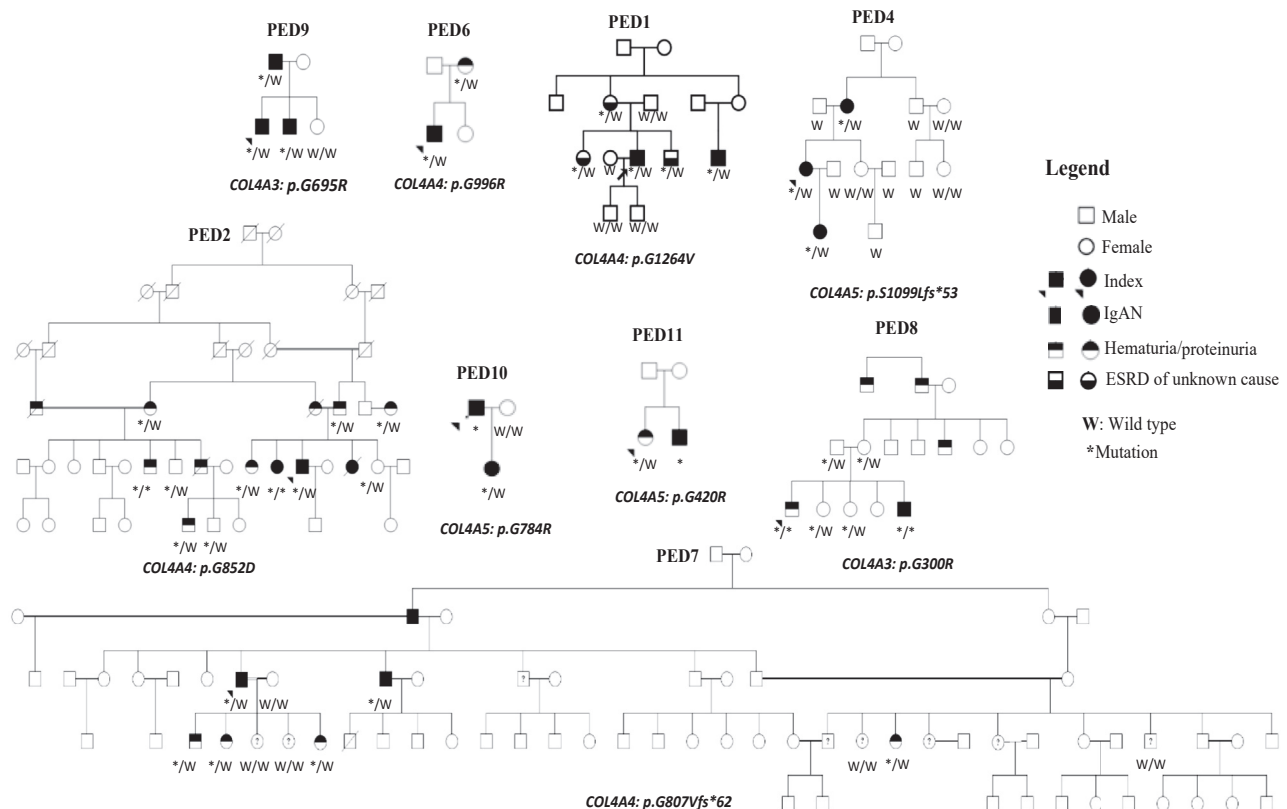 PED9
*/W
*/W */W W/W
COL4A3: p.G695R
PED6
*/W
*/W
COL4A4: p.G996R
PED1
*/W W/W
*/W W */W */W */W
W/W W/W
COL4A4: p.G1264V
PED4
W */W W W/W
*/W W W/W W W W/W
*/W W
COL4A5: p.S1099Lfs*53
Legend
Male
Female
Index
IgAN
Hematuria/proteinuria
ESRD of unknown cause
W: Wild type
*Mutation
PED2
*/W */W */W
*/* */W */W */* */W */W
*/W */W
COL4A4: p.G852D
PED10
* W/W
*
*/W
COL4A5: p.G784R
PED11
*/W *
COL4A5: p.G420R
PED8
*/W */W
*/* */W */W */*
COL4A3: p.G300R
PED7
?
*/W W/W */W
? ? ? ? ? ? ?
*/W */W W/W W/W */W W/W */W W/W
COL4A4: p.G807Vfs*62